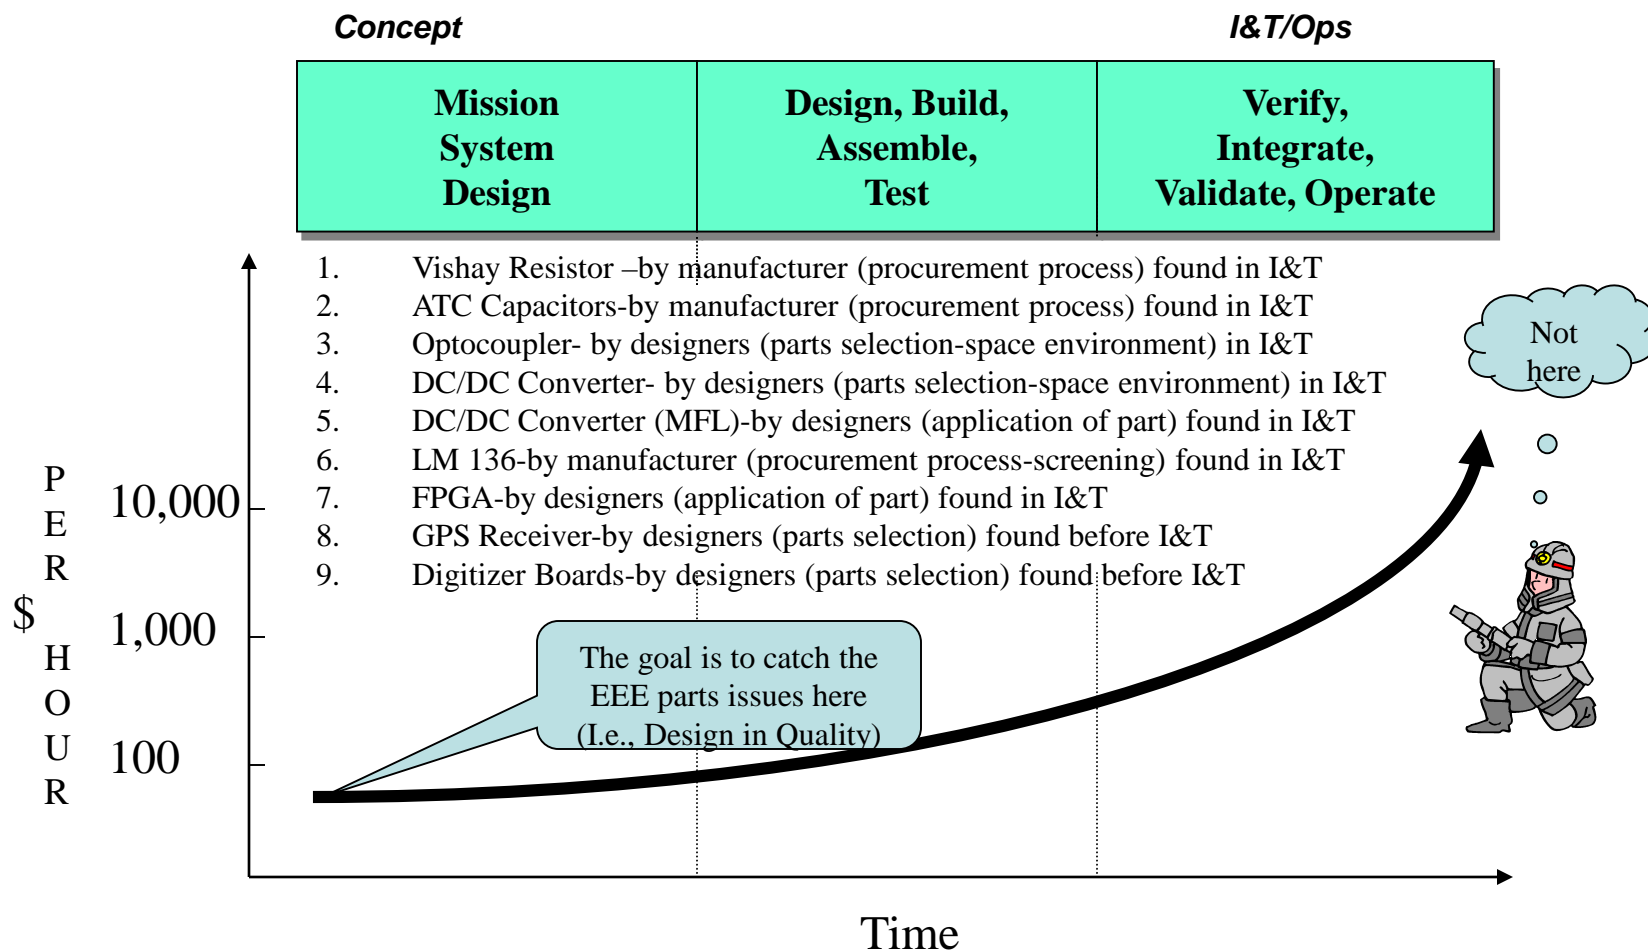 Concept
I&T/Ops
Mission
System
Design
Design, Build,
Assemble,
Test
Verify,
Integrate,
Validate, Operate
1. Vishay Resistor –by manufacturer (procurement process) found in I&T
2. ATC Capacitors-by manufacturer (procurement process) found in I&T
3. Optocoupler- by designers (parts selection-space environment) in I&T
4. DC/DC Converter- by designers (parts selection-space environment) in I&T
5. DC/DC Converter (MFL)-by designers (application of part) found in I&T
6. LM 136-by manufacturer (procurement process-screening) found in I&T
7. FPGA-by designers (application of part) found in I&T
8. GPS Receiver-by designers (parts selection) found before I&T
9. Digitizer Boards-by designers (parts selection) found before I&T
Not
here
$
PER HOUR
10,000
1,000
100
The goal is to catch the
EEE parts issues here
(I.e., Design in Quality)
Time